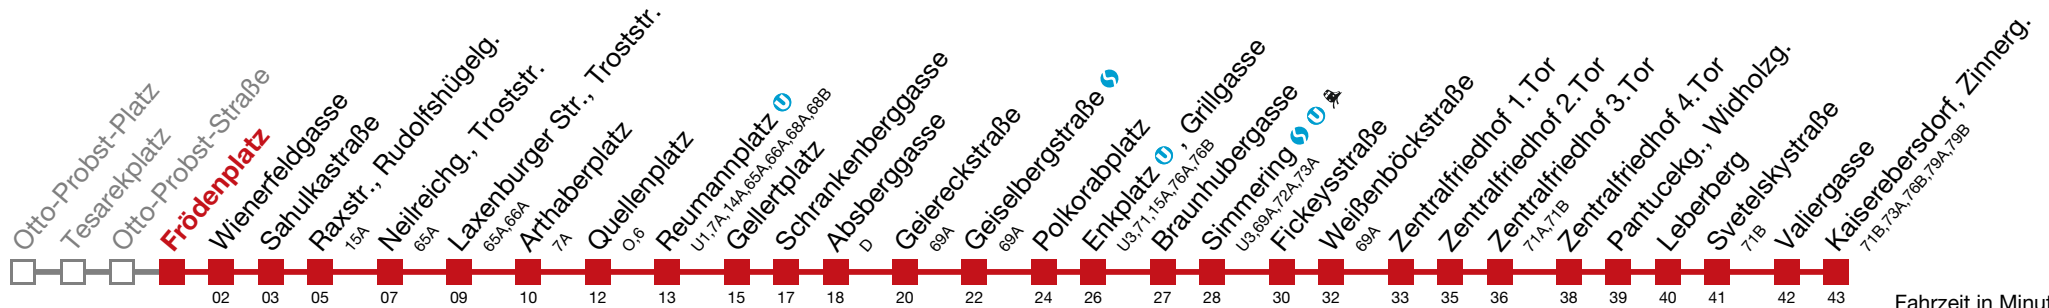 Otto-Probst-Platz
Tesarekplatz
Otto-Probst-Straße
Frödenplatz
Wienerfeldgasse
Sahulkastraße
Raxstr., Rudolfshügelg.
15A
Neilreichg., Troststr.
65A
Laxenburger Str., Troststr.
65A,66A
Arthaberplatz
7A
Quellenplatz
O,6
Reumannplatz U
U1,7A,14A,65A,66A,68A,68B
Gellertplatz
Schrankenberggasse
Absberggasse
D
Geiereckstraße
69A
Geiselbergstraße S
69A
Polkorabplatz
Enkplatz U , Grillgasse
U3,71,15A,76A,76B
Braunhubergasse
Simmering S U
U3,69A,72A,73A
Fickeysstraße
Weißenböckstraße
69A
Zentralfriedhof 1.Tor
Zentralfriedhof 2.Tor
Zentralfriedhof 3.Tor
71A,71B
Zentralfriedhof 4.Tor
Pantucekg., Widholzg.
Leberberg
Svetelskystraße
71B
Valiergasse
Kaiserebersdorf, Zinnerg.
71B,73A,76B,79A,79B
02 03 05 07 09 10 12 13 15 17 18 20 22 24 26 27 28 30 32 33 35 36 38 39 40 41 42 43
Fahrzeit in Minut